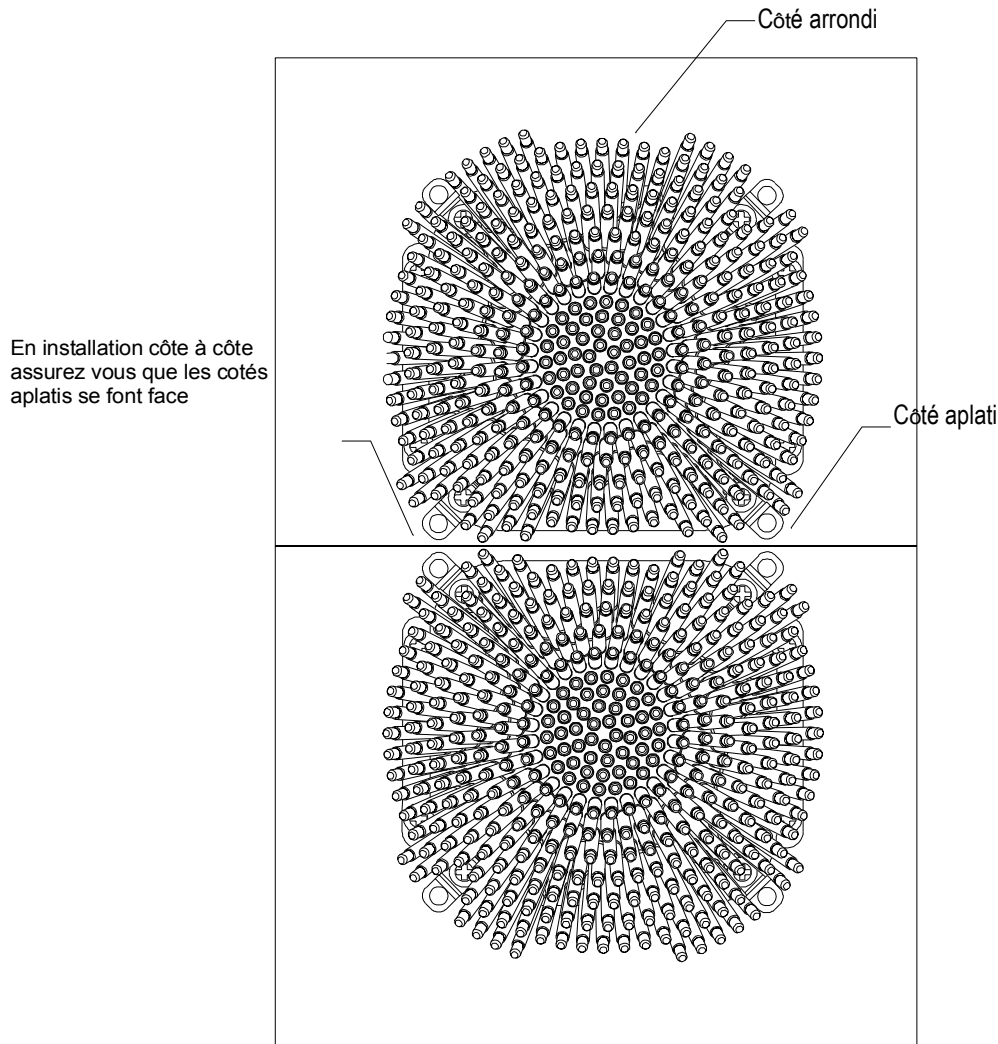 Côté arrondi
En installation côte à côte
assurez vous que les cotés
aplatis se font face
Côté aplati